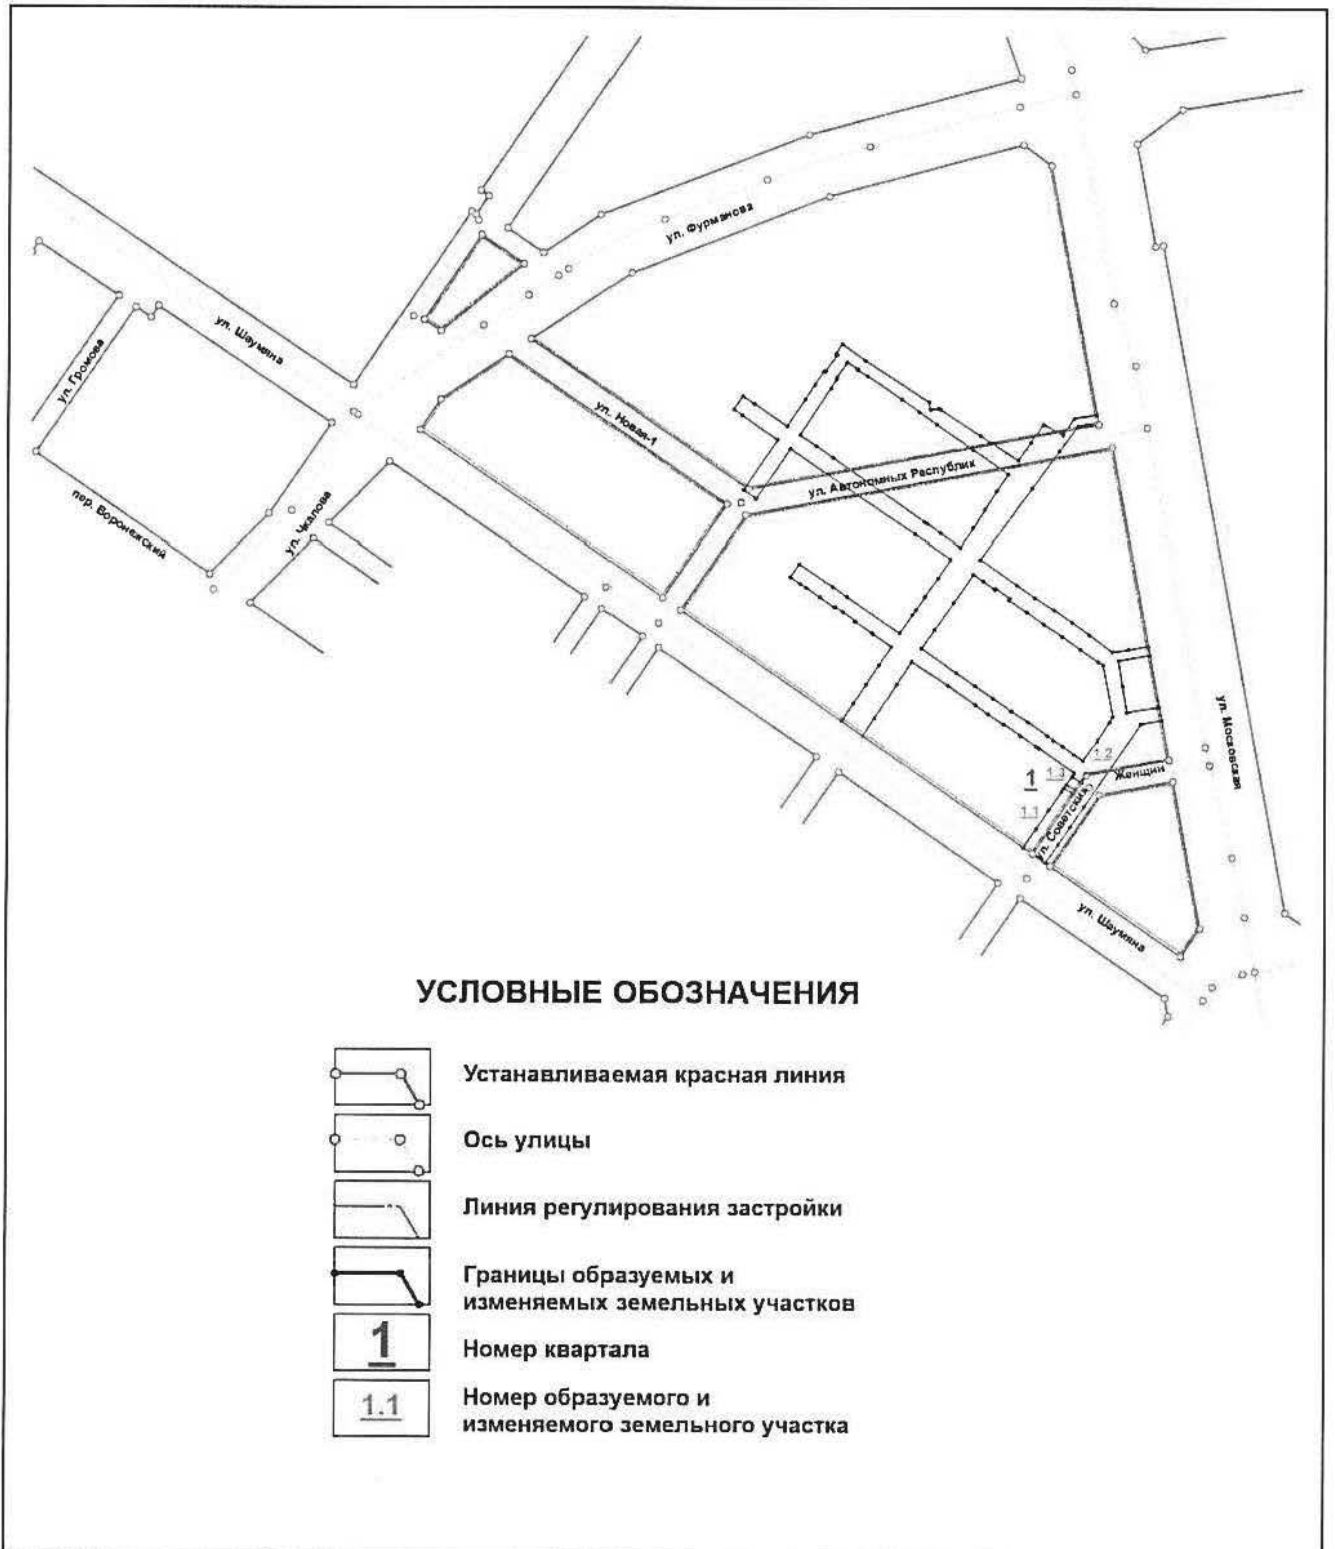 ул. Фурманова
ул. Шаумяна
ул. Громова
ул. Новая-1
ул. Автономных Республик
пер. Воронежский
ул. Чкалова
ул. Московская
1.2
Женщин
1
1.3
1.1
ул. Советских
ул. Шаумяна
УСЛОВНЫЕ ОБОЗНАЧЕНИЯ
Устанавливаемая красная линия
Ось улицы
Линия регулирования застройки
Границы образуемых и
изменяемых земельных участков
1
Номер квартала
1.1
Номер образуемого и
изменяемого земельного участка